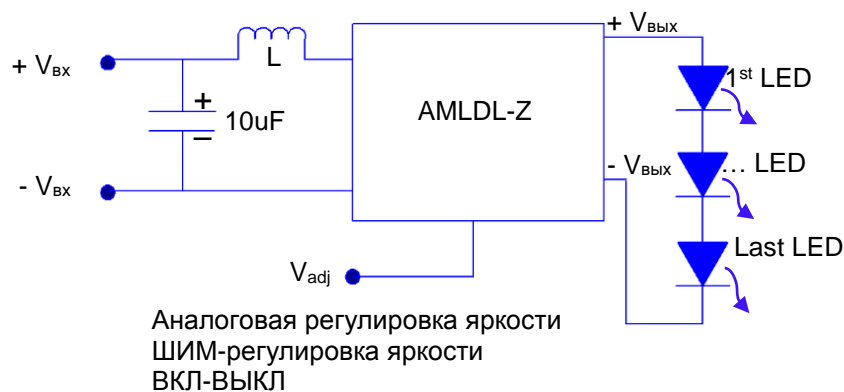 + Vвых
+ Vвх
L
1st LED
+
10uF
AMLDL-Z
–
- Vвх
- Vвых
... LED
Vadj
Last LED
Аналоговая регулировка яркости
ШИМ-регулировка яркости
ВКЛ-ВЫКЛ